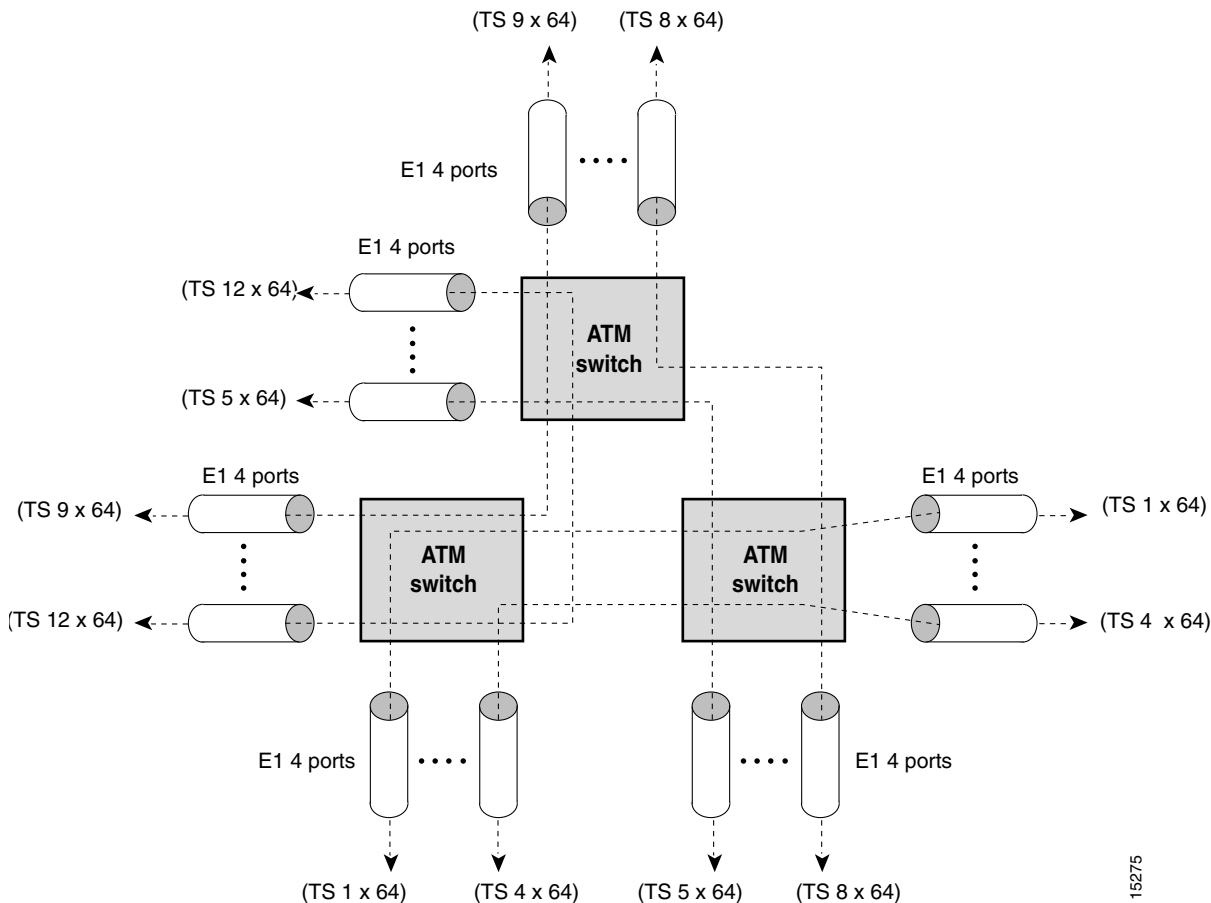 (TS 9 x 64)
(TS 8 x 64)
E1 4 ports
E1 4 ports
(TS 12 x 64)
ATM
switch
(TS 5 x 64)
E1 4 ports
E1 4 ports
(TS 9 x 64)
(TS 1 x 64)
ATM
switch
ATM
switch
(TS 12 x 64)
(TS 4 x 64)
E1 4 ports
E1 4 ports
(TS 1 x 64)
(TS 4 x 64)
(TS 5 x 64)
(TS 8 x 64)
15275